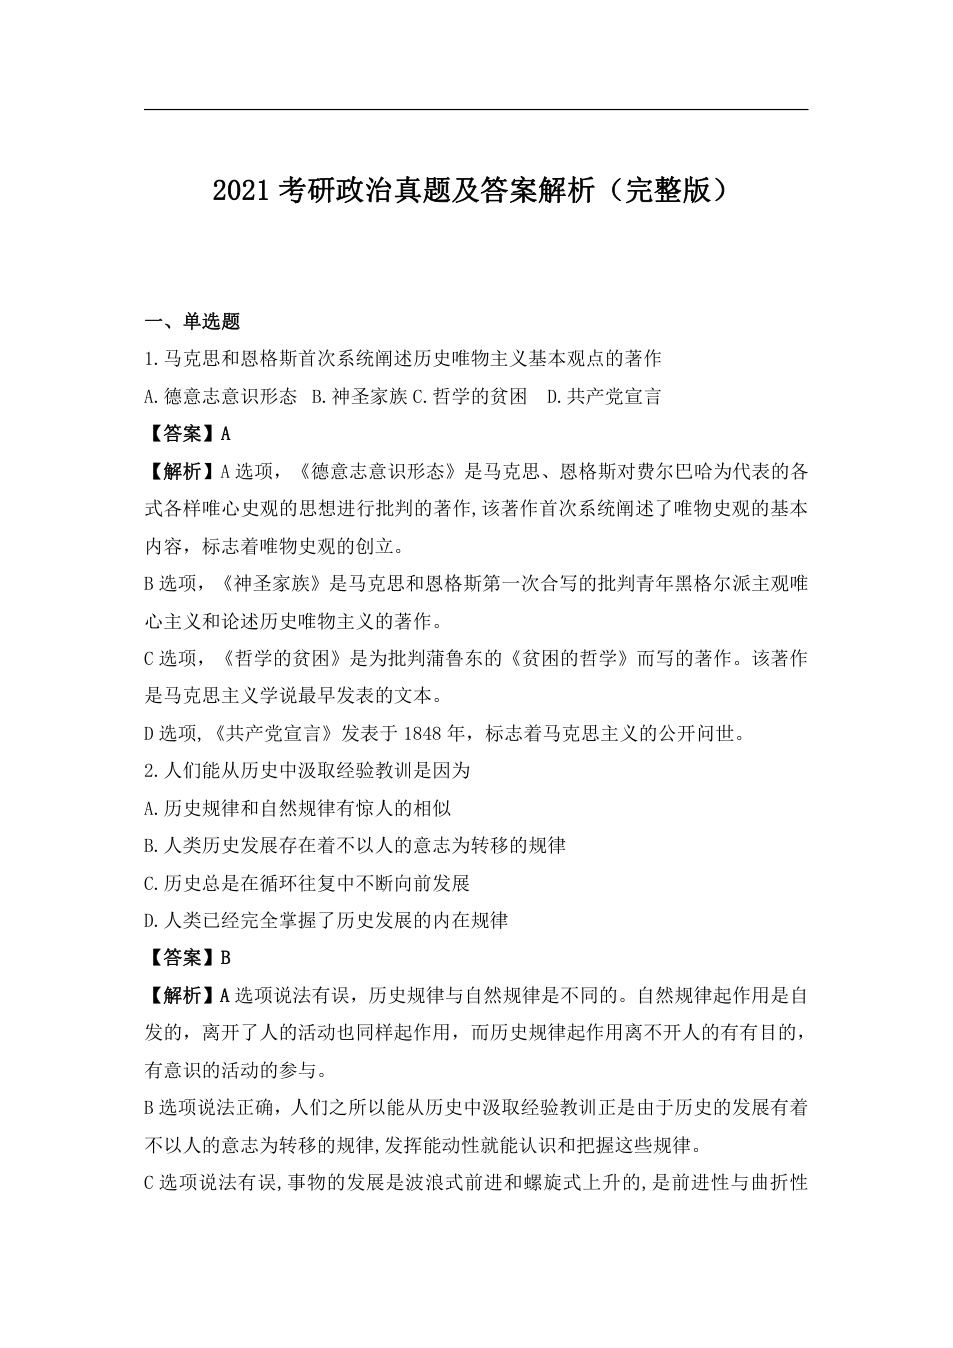 2021 考研政治真题及答案解析（完整版）
一、单选题
1.马克思和恩格斯首次系统阐述历史唯物主义基本观点的著作
A.德意志意识形态 B.神圣家族 C.哲学的贫困 D.共产党宣言
【答案】A
【解析】A 选项，《德意志意识形态》是马克思、恩格斯对费尔巴哈为代表的各
式各样唯心史观的思想进行批判的著作,该著作首次系统阐述了唯物史观的基本
内容，标志着唯物史观的创立。
B 选项，《神圣家族》是马克思和恩格斯第一次合写的批判青年黑格尔派主观唯
心主义和论述历史唯物主义的著作。
C 选项，《哲学的贫困》是为批判蒲鲁东的《贫困的哲学》而写的著作。该著作
是马克思主义学说最早发表的文本。
D 选项,《共产党宣言》发表于 1848 年，标志着马克思主义的公开问世。
2.人们能从历史中汲取经验教训是因为
A.历史规律和自然规律有惊人的相似
B.人类历史发展存在着不以人的意志为转移的规律
C.历史总是在循环往复中不断向前发展
D.人类已经完全掌握了历史发展的内在规律
【答案】B
【解析】A 选项说法有误，历史规律与自然规律是不同的。自然规律起作用是自
发的，离开了人的活动也同样起作用，而历史规律起作用离不开人的有有目的，
有意识的活动的参与。
B 选项说法正确，人们之所以能从历史中汲取经验教训正是由于历史的发展有着
不以人的意志为转移的规律,发挥能动性就能认识和把握这些规律。
C 选项说法有误,事物的发展是波浪式前进和螺旋式上升的,是前进性与曲折性